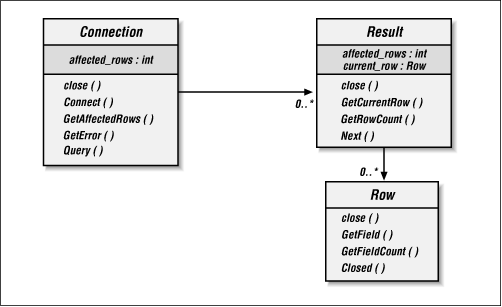 Connection
affected_rows : int
close ( )
Connect ( )
GetAffectedRows ( )
GetError ( )
Query ( )
0..*
Result
affected_rows : int
current_row : Row
close ( )
GetCurrentRow ( )
GetRowCount ( )
Next ( )
0..*
Row
close ( )
GetField ( )
GetFieldCount ( )
Closed ( )